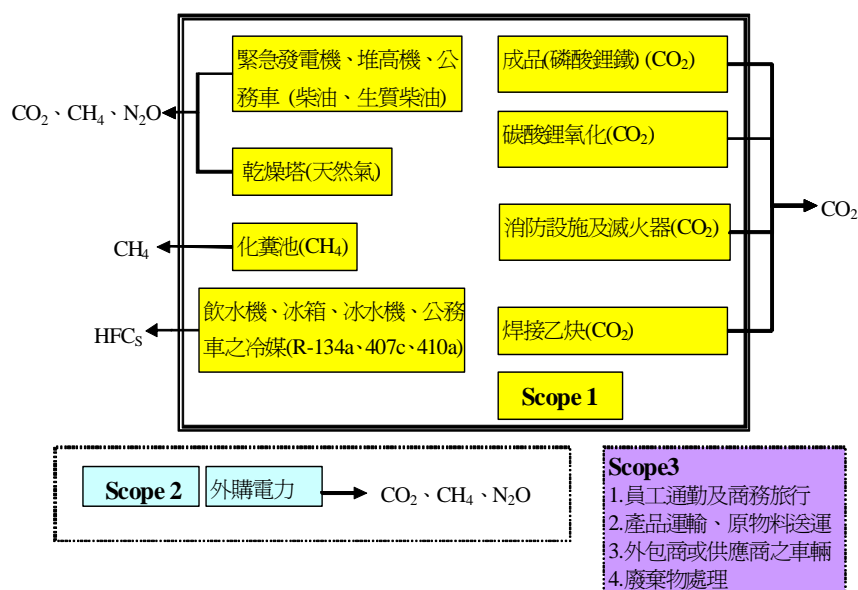 緊急發電機、堆高機、公
務車 (柴油、生質柴油)
CO₂、CH₄、N₂O
乾燥塔(天然氣)
CH₄
化糞池(CH₄)
HFCS
飲水機、冰箱、冰水機、公務
車之冷媒(R-134a、407c、410a)
成品(磷酸鋰鐵) (CO₂)
碳酸鋰氧化(CO₂)
消防設施及滅火器(CO₂)
焊接乙炔(CO₂)
CO₂
Scope 1
Scope 2
外購電力
CO₂、CH₄、N₂O
Scope3
1.員工通勤及商務旅行
2.產品運輸、原物料送運
3.外包商或供應商之車輛
4.廢棄物處理